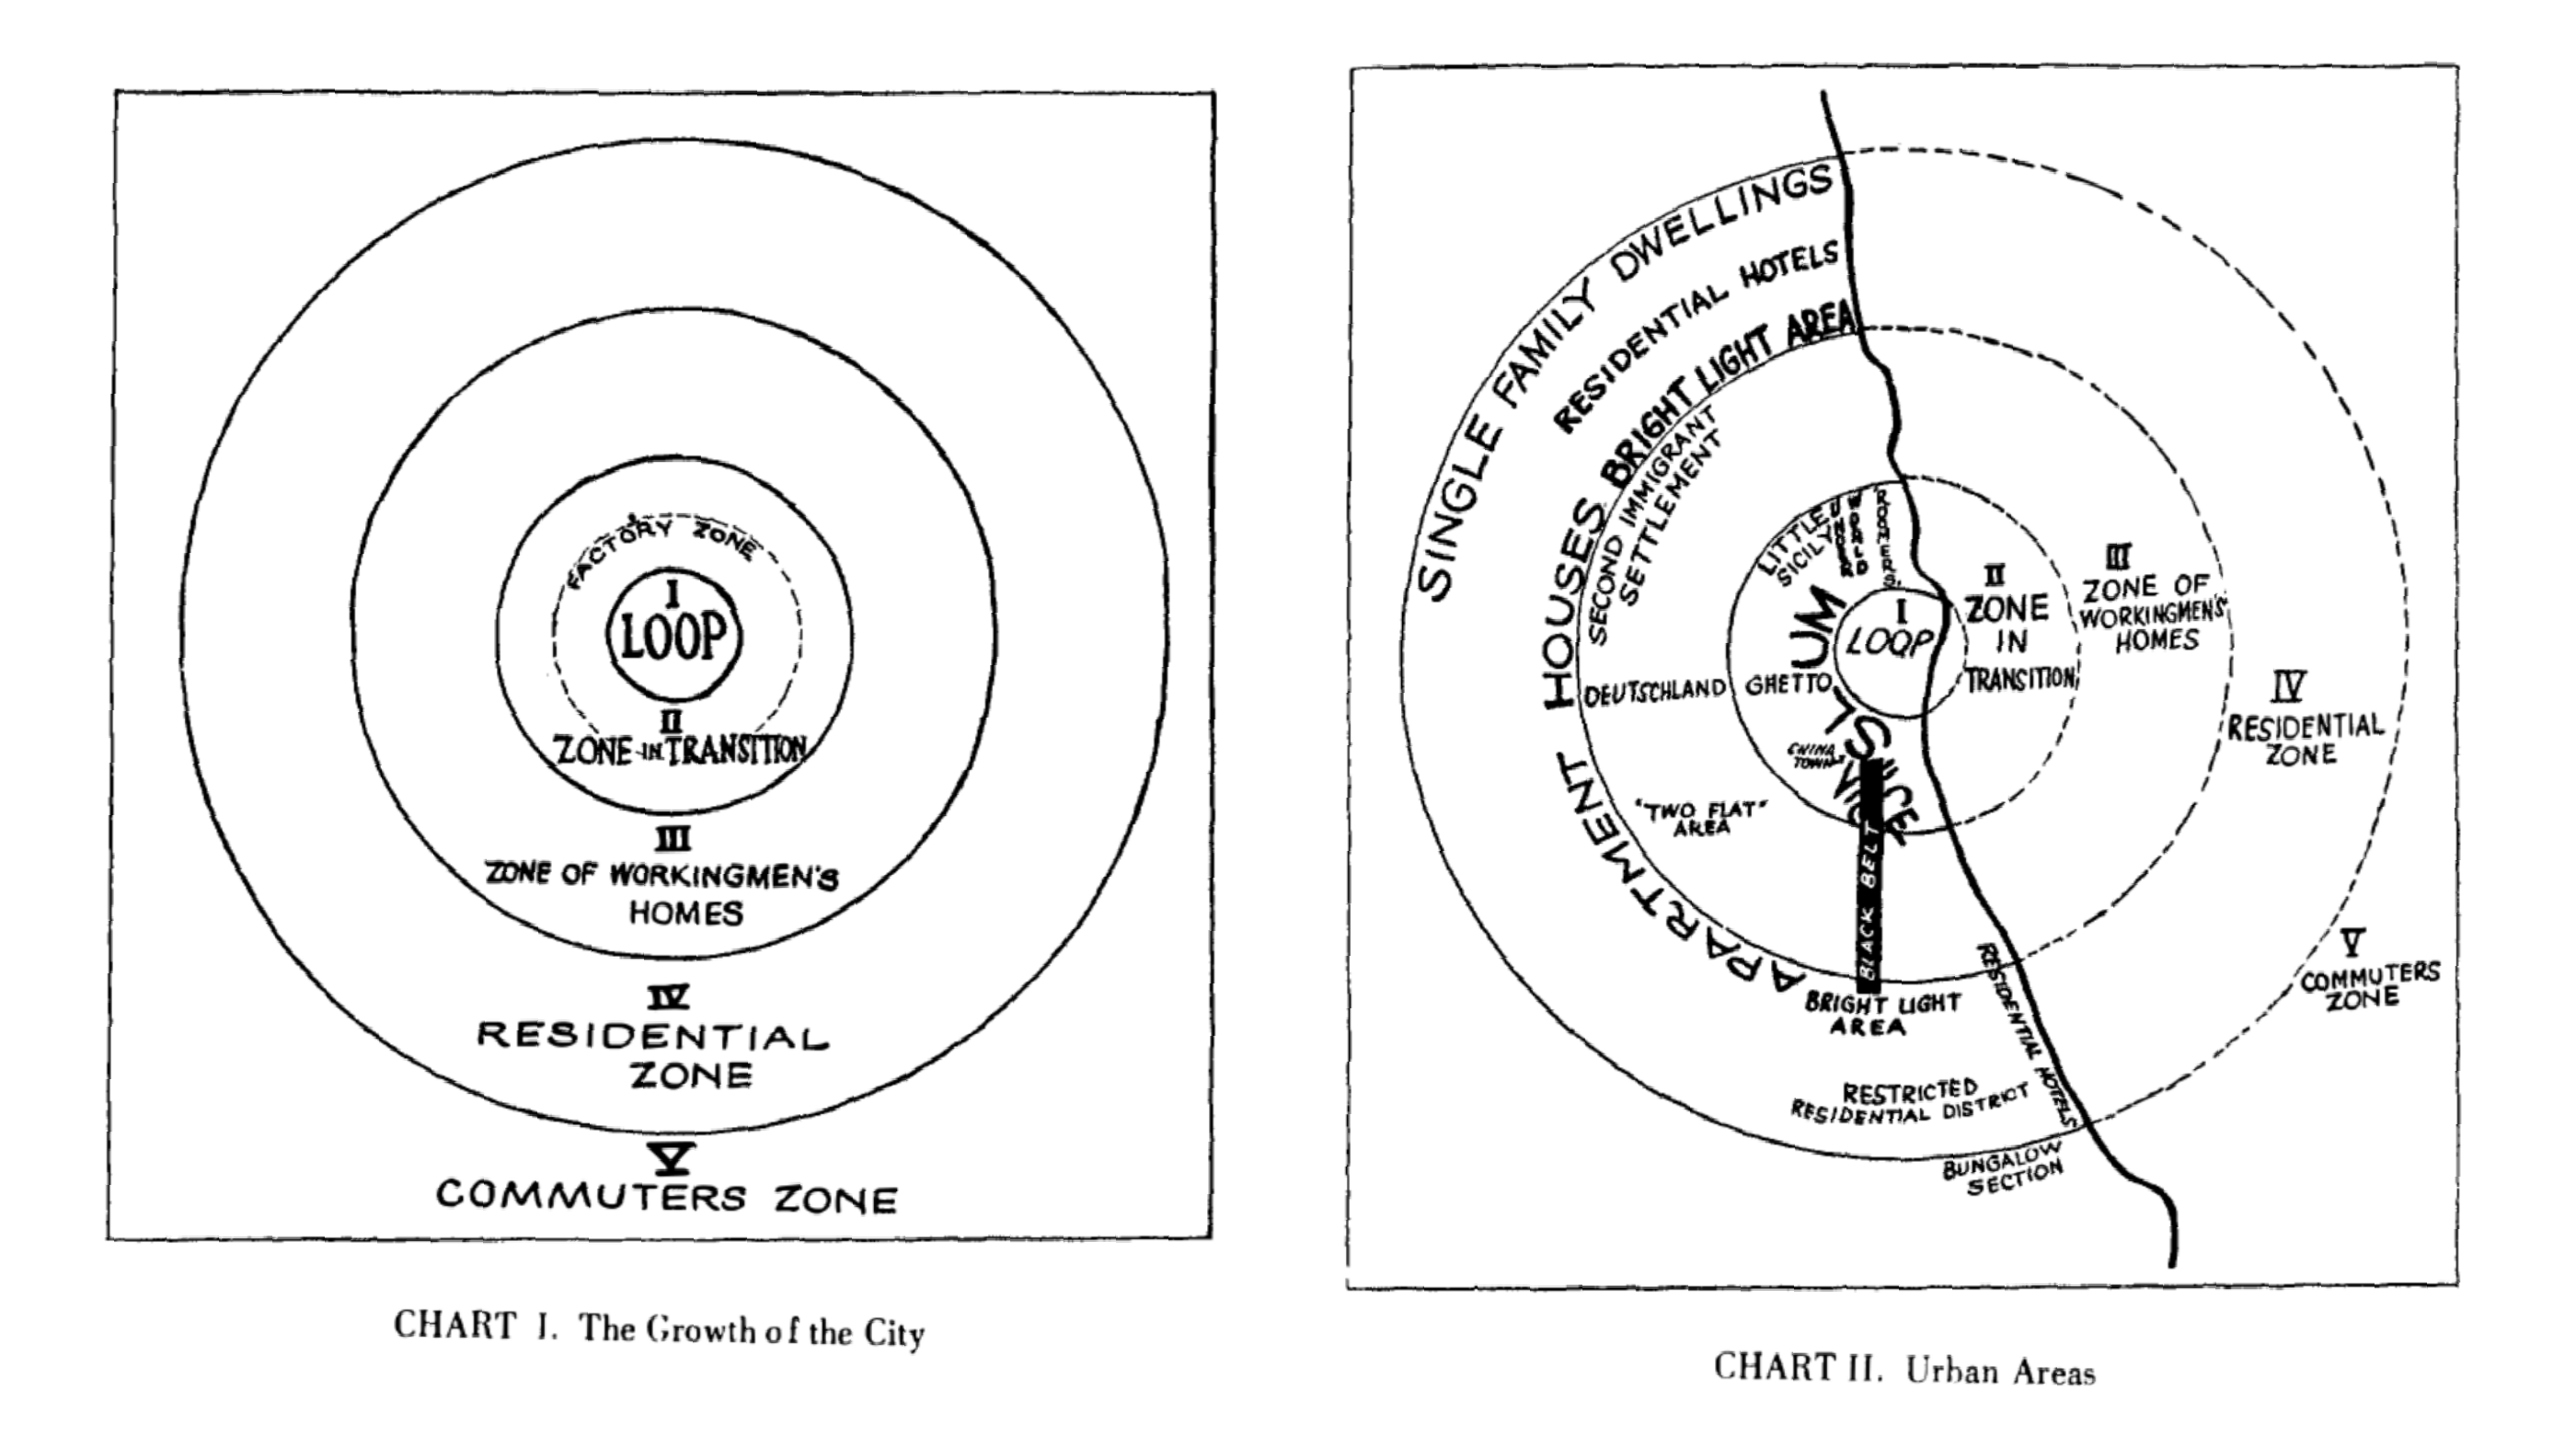 FACTORY ZONE
I
LOOP
II
ZONE IN TRANSITION
III
ZONE OF WORKINGMEN'S
HOMES
IV
RESIDENTIAL
ZONE
V
COMMUTERS ZONE
CHART I. The Growth of the City
SINGLE FAMILY DWELLINGS
RESIDENTIAL HOTELS
BRIGHT LIGHT AREA
SECOND IMMIGRANT
SETTLEMENT
APARTMENT HOUSES
LITTLE
SICILY
UNDER
WORLD
ROOMERS
SLUM
I
LOOP
II
ZONE
IN
TRANSITION
III
ZONE OF
WORKINGMEN'S
HOMES
IV
RESIDENTIAL
ZONE
V
COMMUTERS
ZONE
DEUTSCHLAND
GHETTO
CHINA
TOWN
VICE
"TWO FLAT"
AREA
BLACK BELT
BRIGHT LIGHT
AREA
RESIDENTIAL HOTELS
RESTRICTED
RESIDENTIAL DISTRICT
BUNGALOW
SECTION
CHART II. Urban Areas